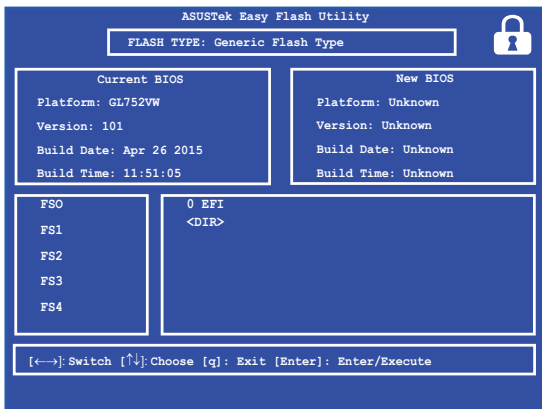 ASUSTek Easy Flash Utility
FLASH TYPE: Generic Flash Type
Current BIOS
Platform: GL752VW
Version: 101
Build Date: Apr 26 2015
Build Time: 11:51:05
New BIOS
Platform: Unknown
Version: Unknown
Build Date: Unknown
Build Time: Unknown
FSO
FS1
FS2
FS3
FS4
0 EFI
<DIR>
[←→]: Switch [↑↓]: Choose [q]: Exit [Enter]: Enter/Execute